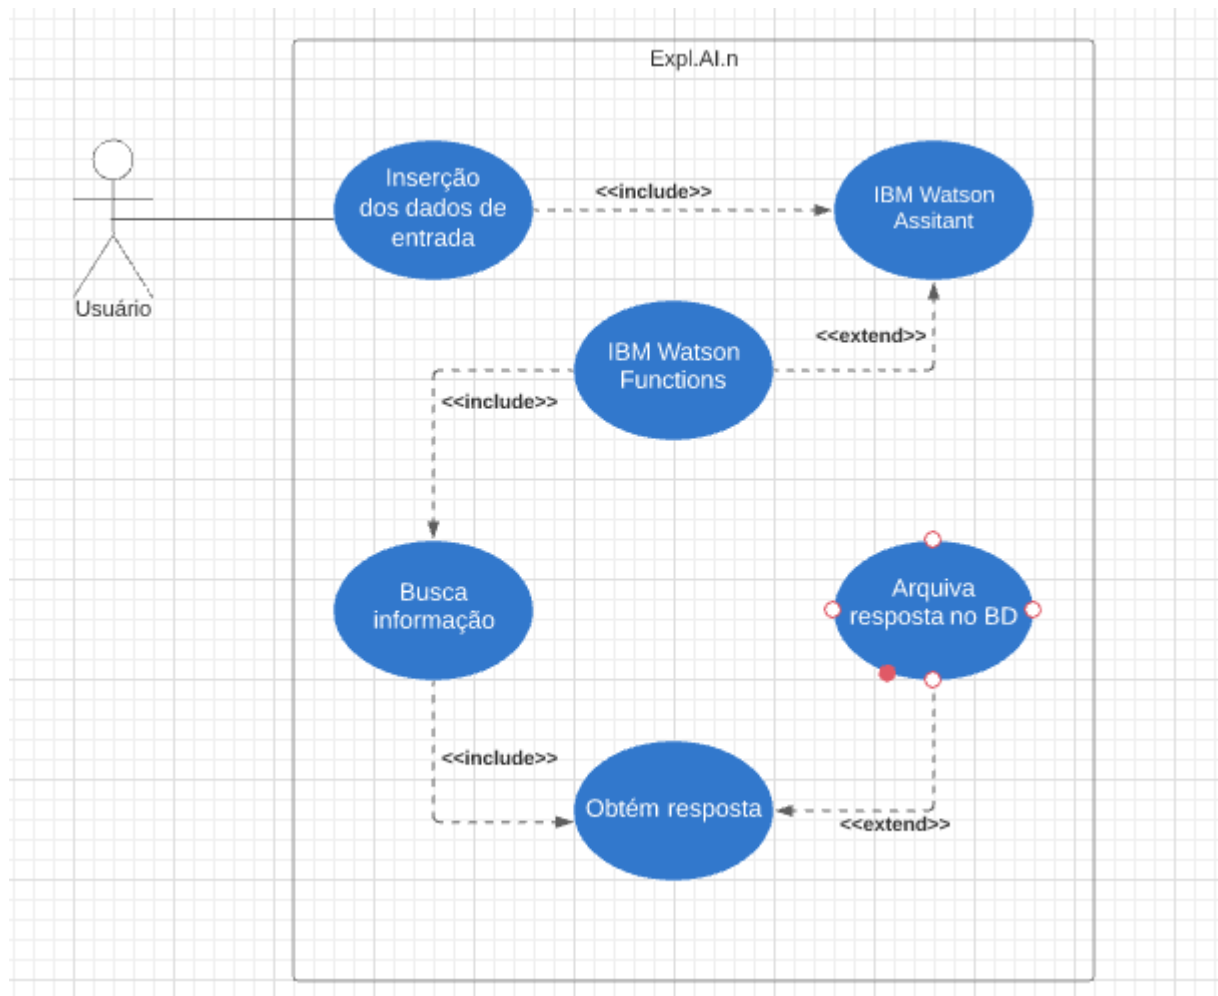 Expl.AI.n
Inserção
dos dados de
entrada
<<include>>
IBM Watson
Assitant
Usuário
IBM Watson
Functions
<<extend>>
<<include>>
Busca
informação
Arquiva
resposta no BD
<<include>>
Obtém resposta
<<extend>>